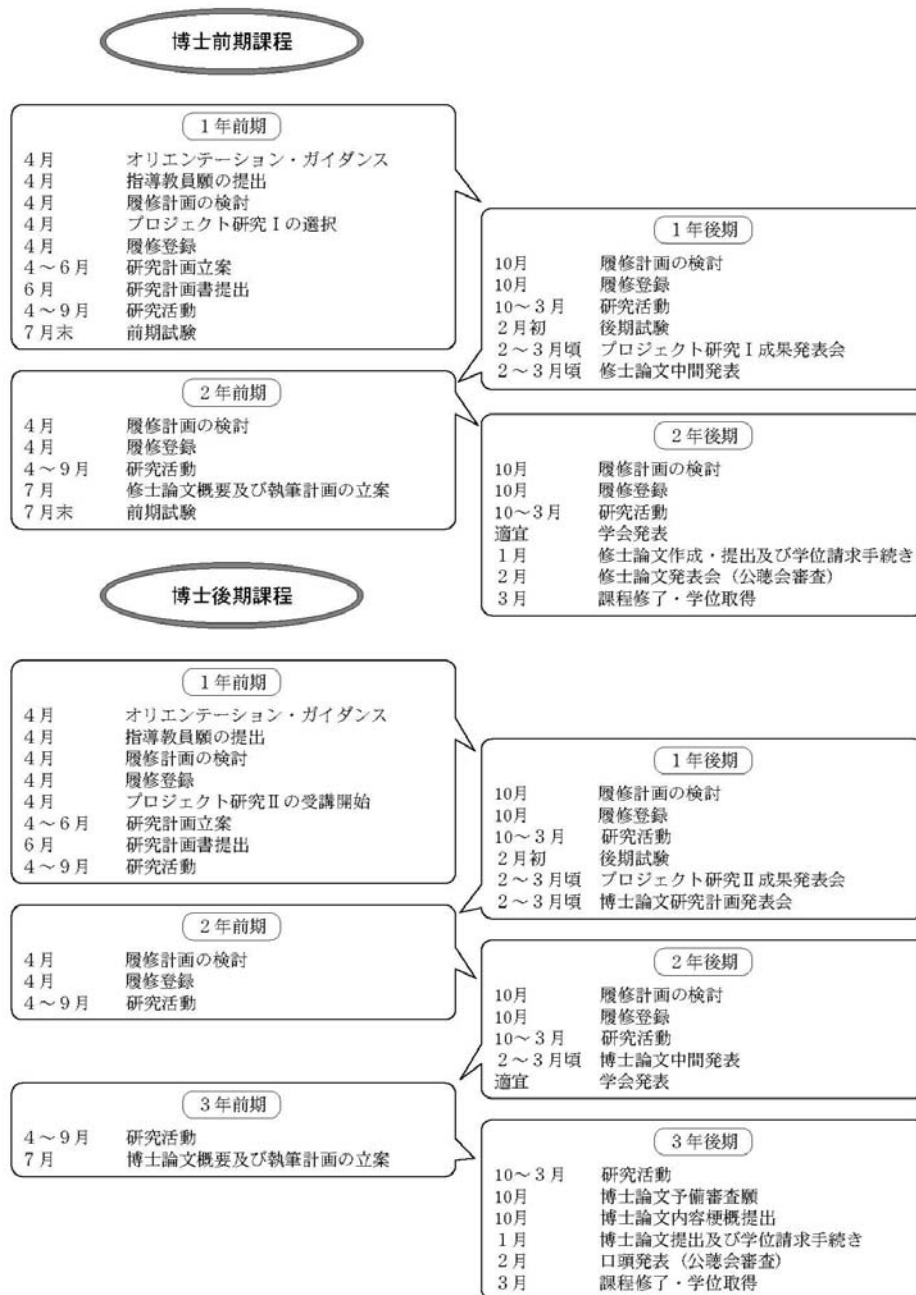 博士前期課程
1年前期
4月 オリエンテーション・ガイダンス
4月 指導教員願の提出
4月 履修計画の検討
4月 プロジェクト研究Ⅰの選択
4月 履修登録
4～6月 研究計画立案
6月 研究計画書提出
4～9月 研究活動
7月末 前期試験
1年後期
10月 履修計画の検討
10月 履修登録
10～3月 研究活動
2月初 後期試験
2～3月頃 プロジェクト研究Ⅰ成果発表会
2～3月頃 修士論文中間発表
2年前期
4月 履修計画の検討
4月 履修登録
4～9月 研究活動
7月 修士論文概要及び執筆計画の立案
7月末 前期試験
2年後期
10月 履修計画の検討
10月 履修登録
10～3月 研究活動
適宜 学会発表
1月 修士論文作成・提出及び学位請求手続き
2月 修士論文発表会（公聴会審査）
3月 課程修了・学位取得
博士後期課程
1年前期
4月 オリエンテーション・ガイダンス
4月 指導教員願の提出
4月 履修計画の検討
4月 履修登録
4月 プロジェクト研究Ⅱの受講開始
4～6月 研究計画立案
6月 研究計画書提出
4～9月 研究活動
1年後期
10月 履修計画の検討
10月 履修登録
10～3月 研究活動
2月初 後期試験
2～3月頃 プロジェクト研究Ⅱ成果発表会
2～3月頃 博士論文研究計画発表会
2年前期
4月 履修計画の検討
4月 履修登録
4～9月 研究活動
2年後期
10月 履修計画の検討
10月 履修登録
10～3月 研究活動
2～3月頃 博士論文中間発表
適宜 学会発表
3年前期
4～9月 研究活動
7月 博士論文概要及び執筆計画の立案
3年後期
10～3月 研究活動
10月 博士論文予備審査願
10月 博士論文内容梗概提出
1月 博士論文提出及び学位請求手続き
2月 口頭発表（公聴会審査）
3月 課程修了・学位取得